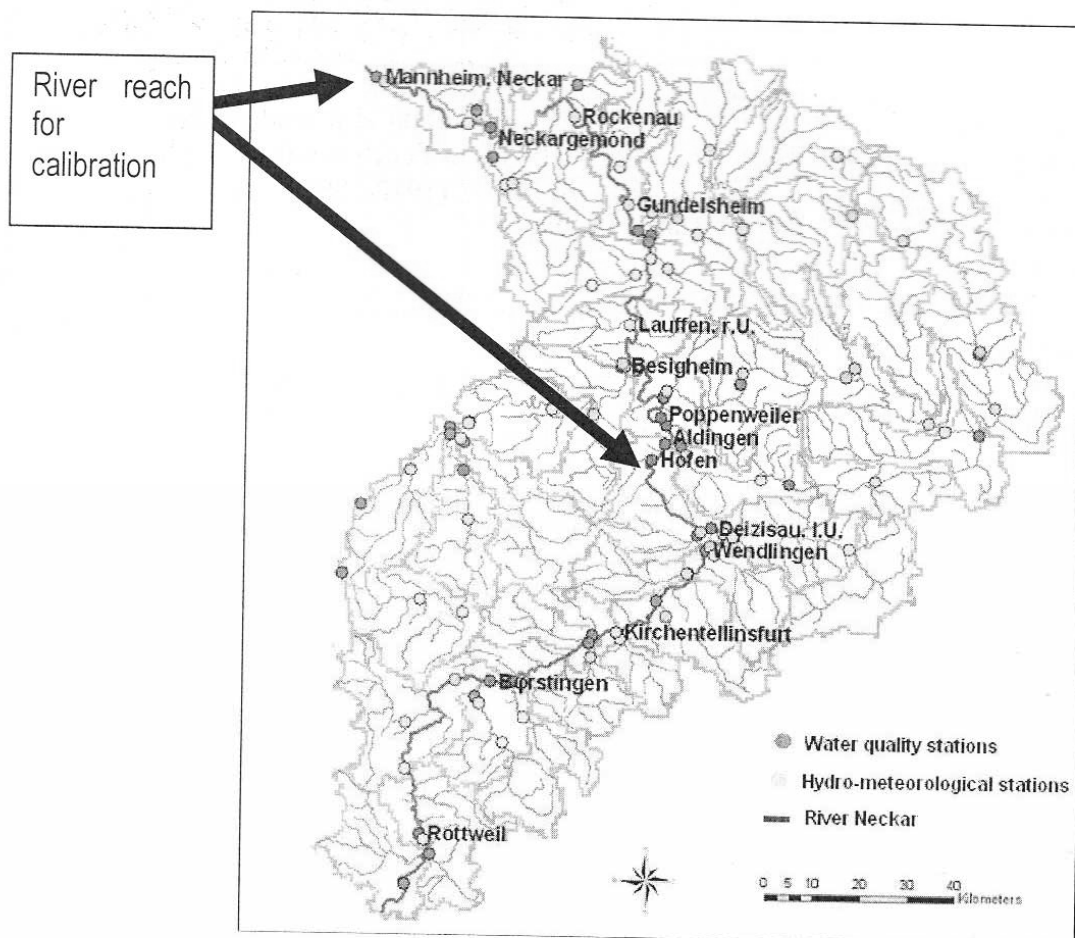 River reach
for
calibration
Mannheim, Neckar
Rockenau
Neckargemond
Gundelsheim
Lauffen. r.U.
Besigheim
Poppenweiler
Aldingen
Hofen
Deizisau. l.U.
Wendlingen
Kirchentellinsfurt
Börstingen
Rottweil
Water quality stations
Hydro-meteorological stations
River Neckar
0 5 10 20 30 40
Kilometers